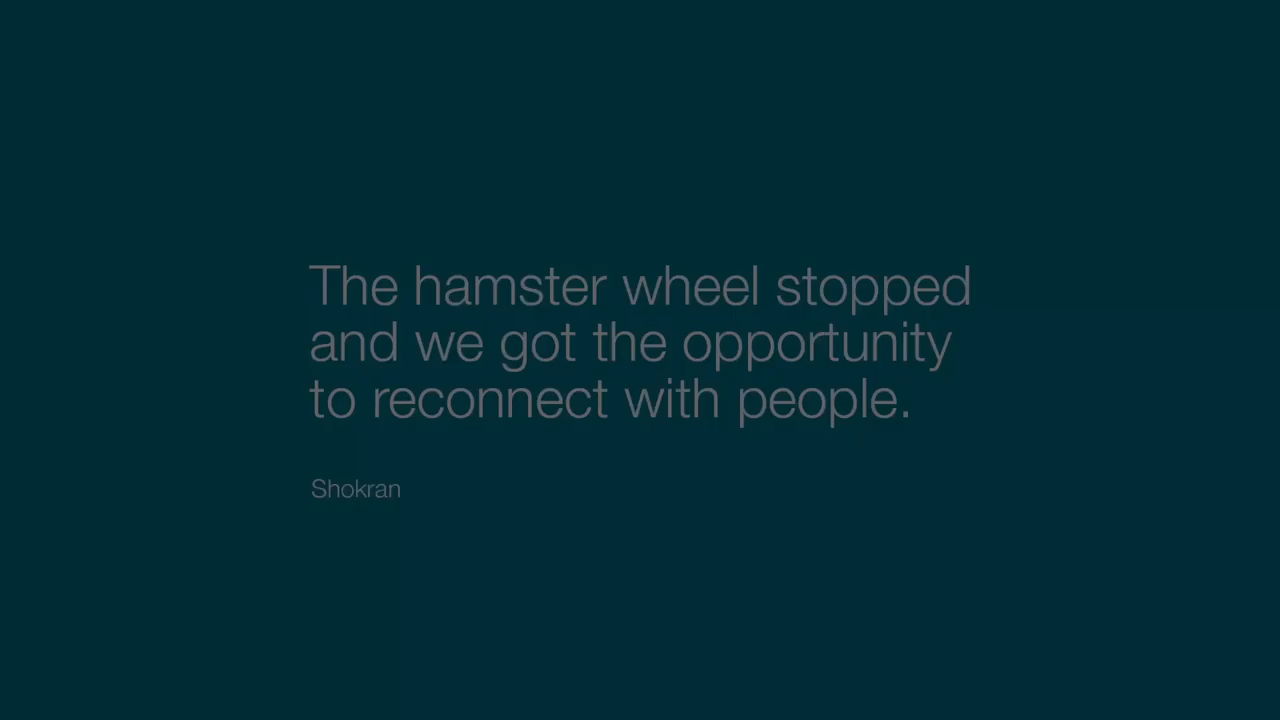 The hamster wheel stopped
and we got the opportunity
to reconnect with people.
Shokran